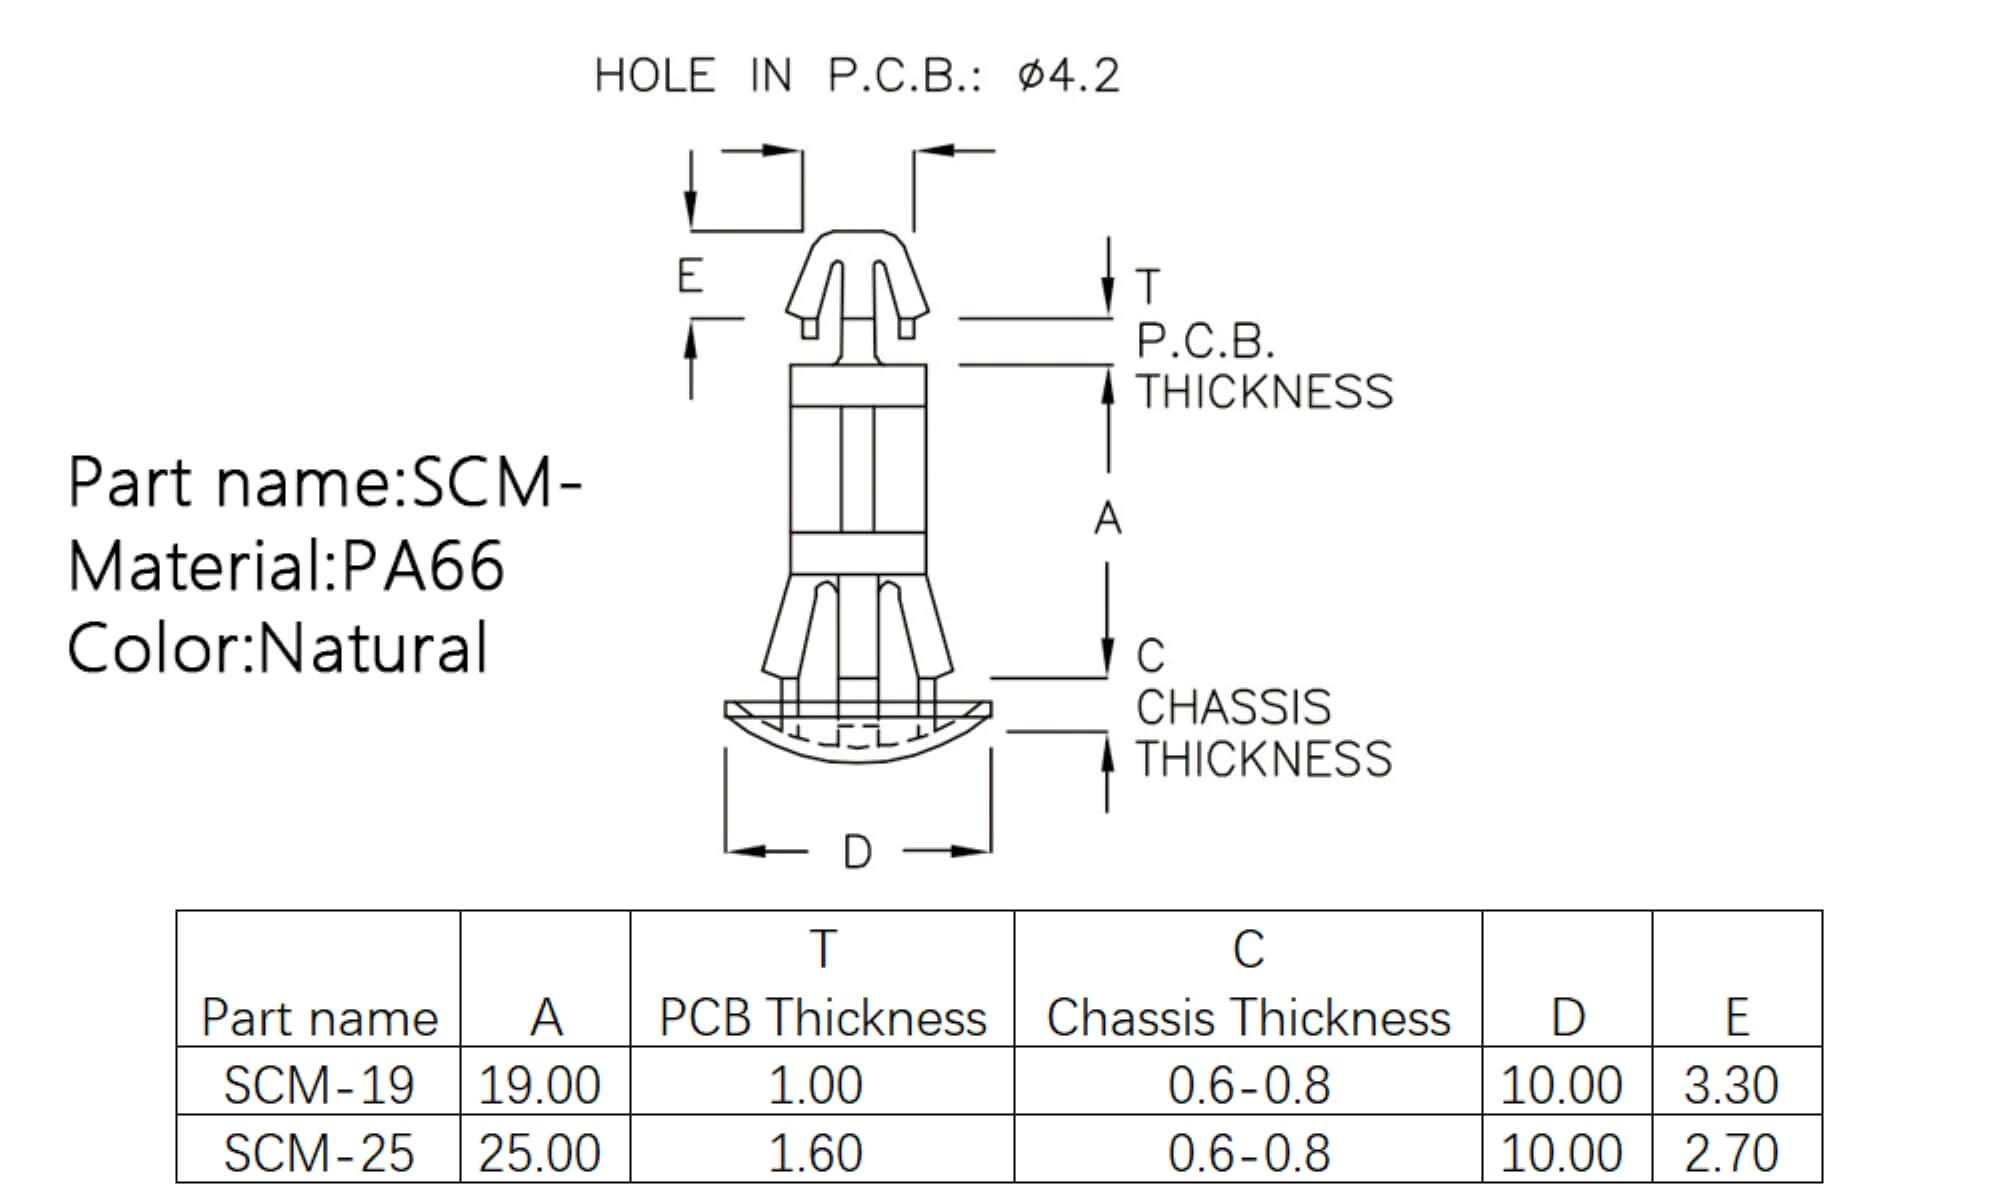 HOLE IN P.C.B.: ø4.2
E
T
P.C.B.
THICKNESS
A
Part name:SCM-
Material:PA66
Color:Natural
C
CHASSIS
THICKNESS
D
Part name A T PCB Thickness C Chassis Thickness D E
SCM-19 19.00 1.00 0.6-0.8 10.00 3.30
SCM-25 25.00 1.60 0.6-0.8 10.00 2.70